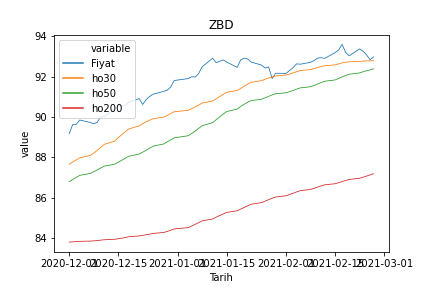 ZBD
94
92
90
88
86
84
value
variable
Fiyat
ho30
ho50
ho200
2020-12-01
2020-12-15
2021-01-01
2021-01-15
2021-02-01
2021-02-15
2021-03-01
Tarih